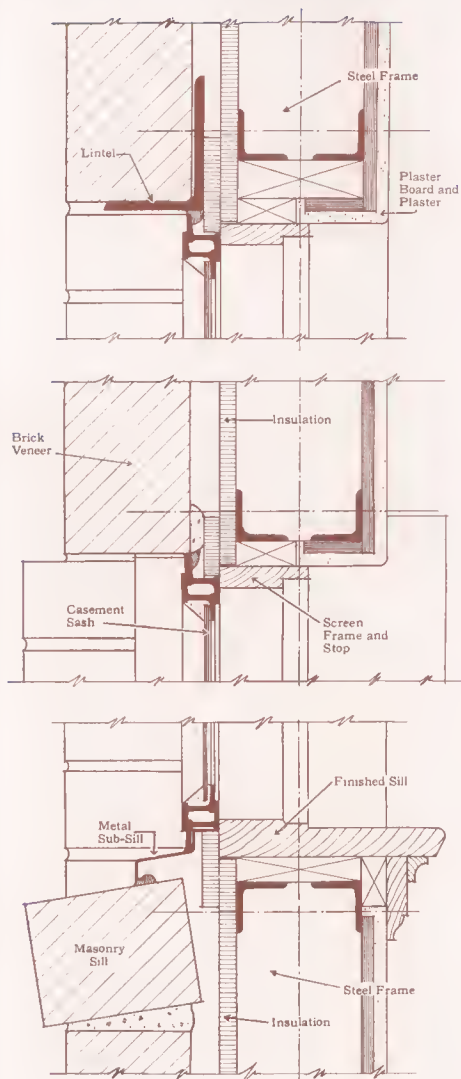 Steel Frame
Lintel
Plaster
Board and
Plaster
Insulation
Brick
Veneer
Casement
Sash
Screen
Frame and
Stop
Finished Sill
Metal
Sub-Sill
Masonry
Sill
Steel Frame
Insulation